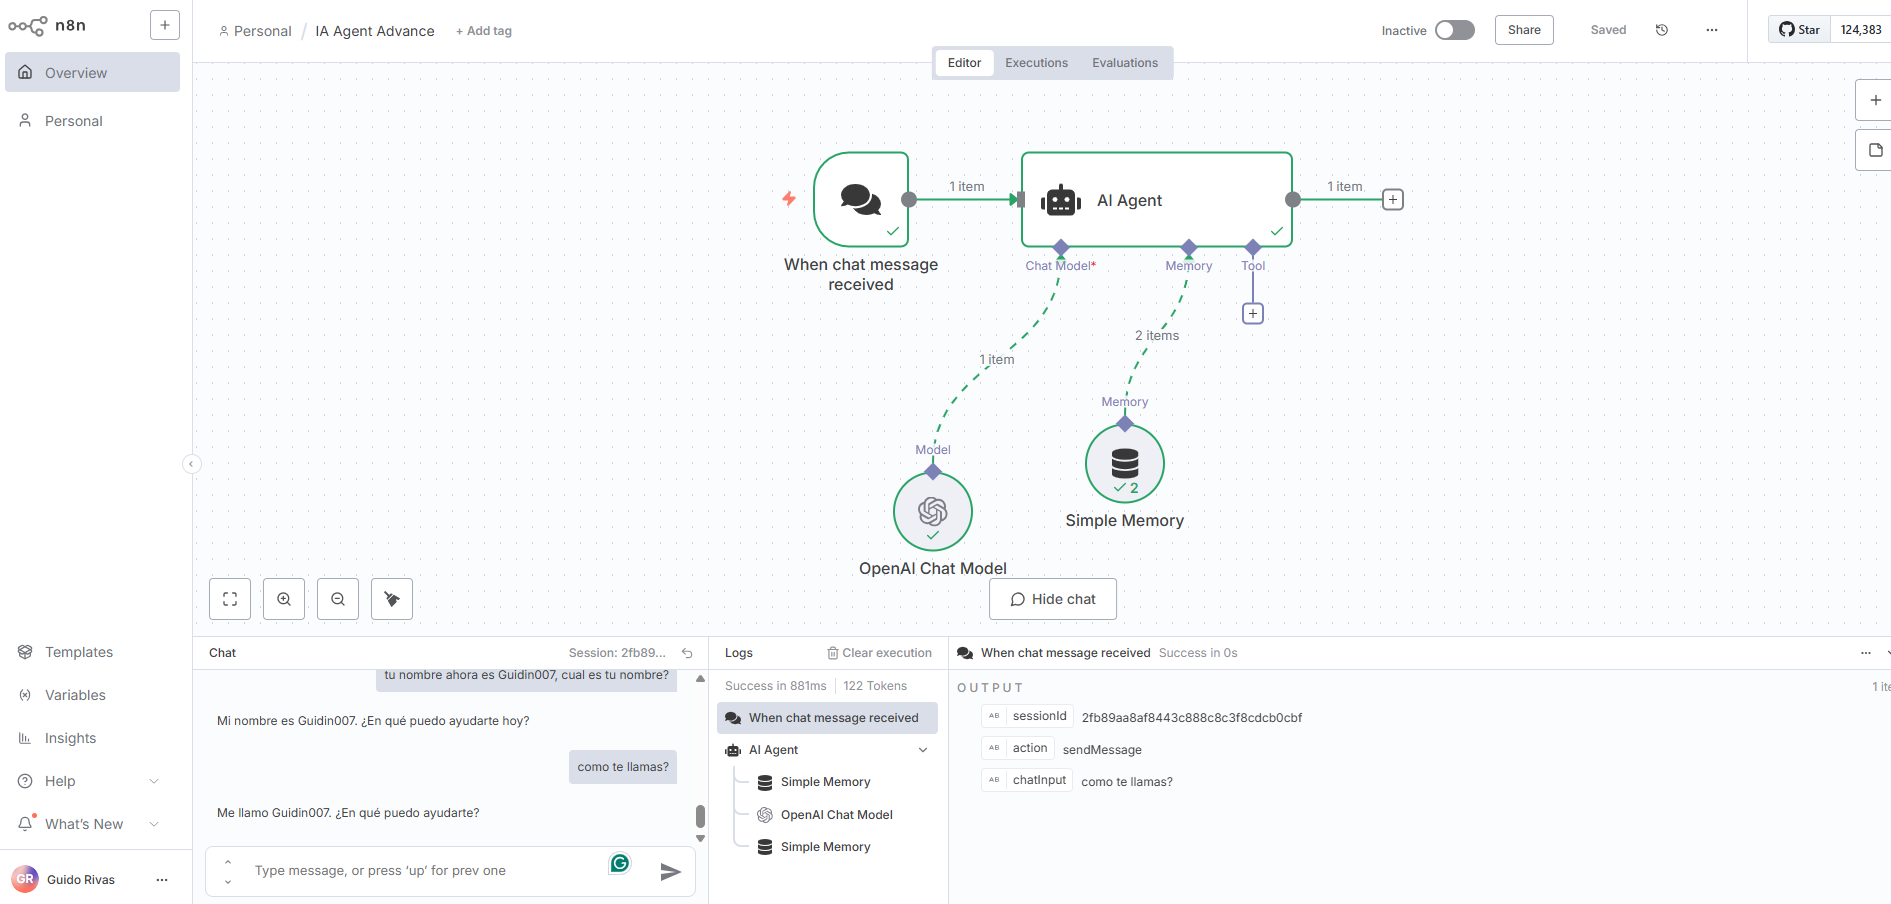 n8n
Overview
Personal
Templates
Variables
Insights
Help
What's New
GR
Guido Rivas
Personal / IA Agent Advance + Add tag
Inactive
Share
Saved
Star 124,383
Editor Executions Evaluations
1 item
1 item
AI Agent
When chat message
received
Chat Model*
Memory
Tool
2 items
1 item
Memory
Model
2
Simple Memory
OpenAI Chat Model
Hide chat
Chat Session: 2fb89...
tu nombre ahora es Guidin007, cual es tu nombre?
Mi nombre es Guidin007. ¿En qué puedo ayudarte hoy?
como te llamas?
Me llamo Guidin007. ¿En qué puedo ayudarte?
Type message, or press ‘up’ for prev one
G
Logs Clear execution
Success in 881ms 122 Tokens
When chat message received
AI Agent
Simple Memory
OpenAI Chat Model
Simple Memory
When chat message received Success in 0s
OUTPUT 1 ite
AB sessionId 2fb89aa8af8443c888c8c3f8cdcb0cbf
AB action sendMessage
AB chatInput como te llamas?